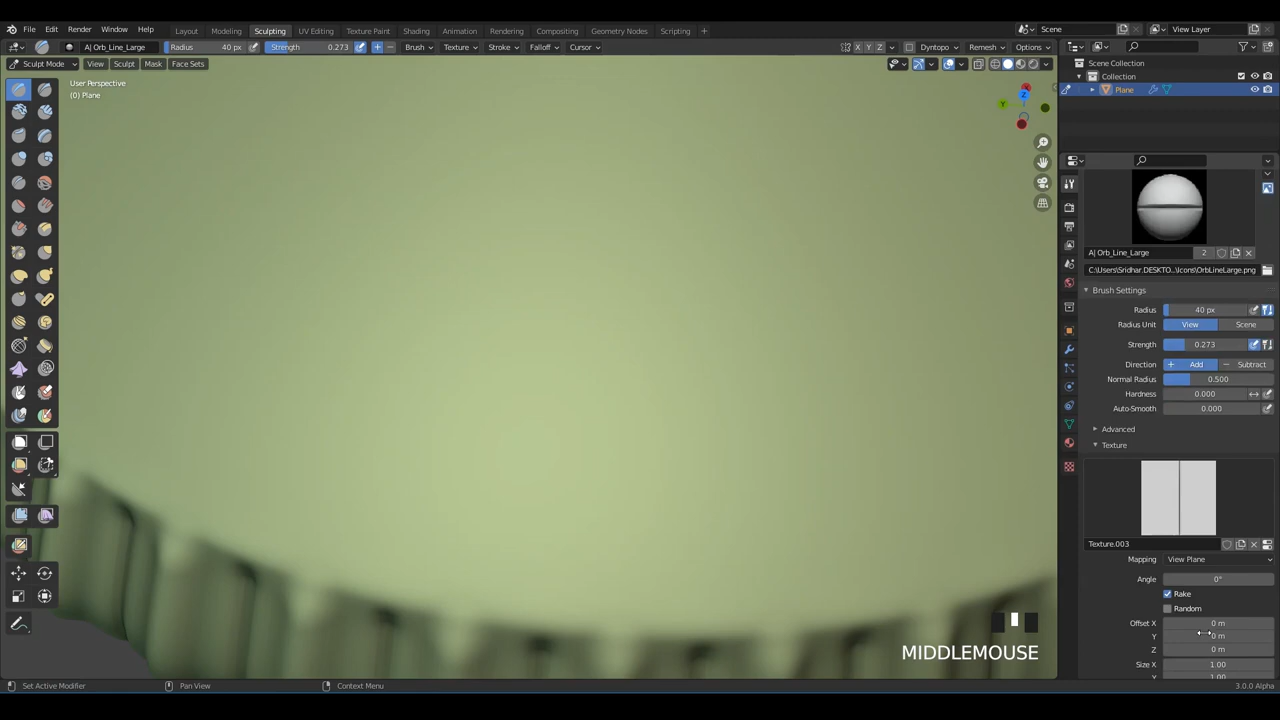 File Edit Render Window Help Layout Modeling Sculpting UV Editing Texture Paint Shading Animation Rendering Compositing Geometry Nodes Scripting Scene View Layer
A| Orb_Line_Large Radius 40 px Strength 0.273 + − Brush Texture Stroke Falloff Cursor X Y Z Dyntopo Remesh Options
Sculpt Mode View Sculpt Mask Face Sets
Scene Collection
Collection
Plane
User Perspective
(0) Plane
Z
Y
A| Orb_Line_Large 2
C:\Users\Sridhar.DESKTO...\Icons\OrbLineLarge.png
Brush Settings
Radius 40 px
Radius Unit View Scene
Strength 0.273
Direction + Add − Subtract
Normal Radius 0.500
Hardness 0.000
Auto-Smooth 0.000
Advanced
Texture
Texture.003
Mapping View Plane
Angle 0°
Rake
Random
Offset X 0 m
Y 0 m
Z 0 m
Size X 1.00
Y 1.00
MIDDLEMOUSE
Set Active Modifier Pan View Context Menu 3.0.0 Alpha